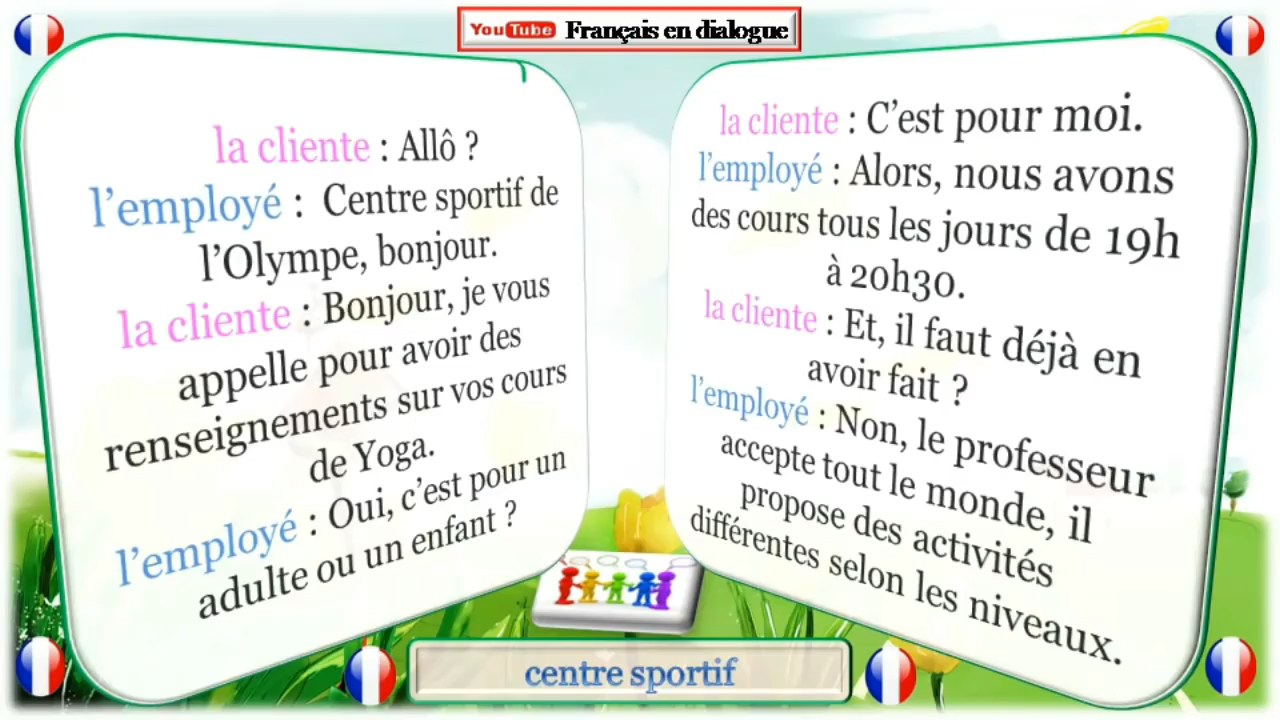 YouTube Français en dialogue
la cliente : Allô ?
l'employé : Centre sportif de
l'Olympe, bonjour.
la cliente : Bonjour, je vous
appelle pour avoir des
renseignements sur vos cours
de Yoga.
l'employé : Oui, c'est pour un
adulte ou un enfant ?
la cliente : C'est pour moi.
l'employé : Alors, nous avons
des cours tous les jours de 19h
à 20h30.
la cliente : Et, il faut déjà en
avoir fait ?
l'employé : Non, le professeur
accepte tout le monde, il
propose des activités
différentes selon les niveaux.
centre sportif